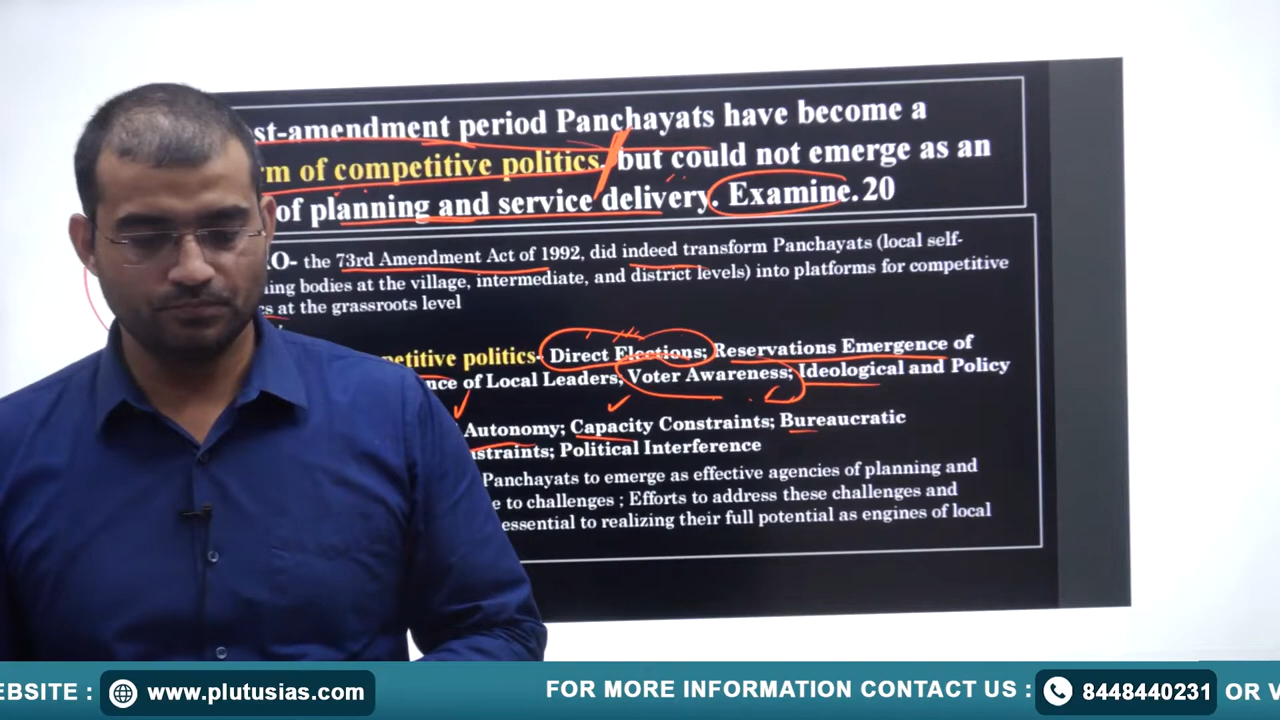 st-amendment period Panchayats have become a
rm of competitive politics, but could not emerge as an
of planning and service delivery. Examine.20
RO- the 73rd Amendment Act of 1992, did indeed transform Panchayats (local self-
ning bodies at the village, intermediate, and district levels) into platforms for competitive
cs at the grassroots level
petitive politics- Direct Elections; Reservations Emergence of
nce of Local Leaders, Voter Awareness; Ideological and Policy
Autonomy; Capacity Constraints; Bureaucratic
straints; Political Interference
Panchayats to emerge as effective agencies of planning and
e to challenges ; Efforts to address these challenges and
essential to realizing their full potential as engines of local
EBSITE : www.plutusias.com FOR MORE INFORMATION CONTACT US : 8448440231 OR V